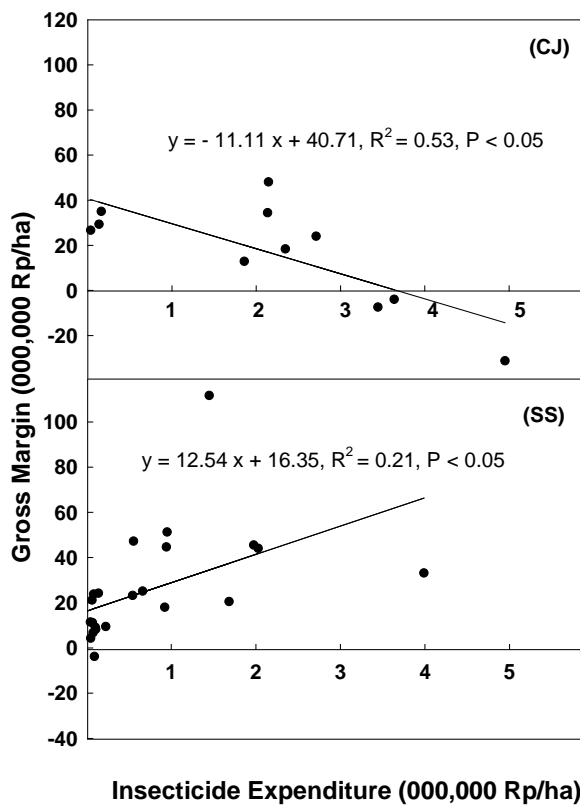 Gross Margin (000,000 Rp/ha)
120
(CJ)
100
80
y = - 11.11 x + 40.71, R² = 0.53, P < 0.05
60
40
20
0
1 2 3 4 5
-20
100
(SS)
80
y = 12.54 x + 16.35, R² = 0.21, P < 0.05
60
40
20
0
1 2 3 4 5
-20
-40
Insecticide Expenditure (000,000 Rp/ha)